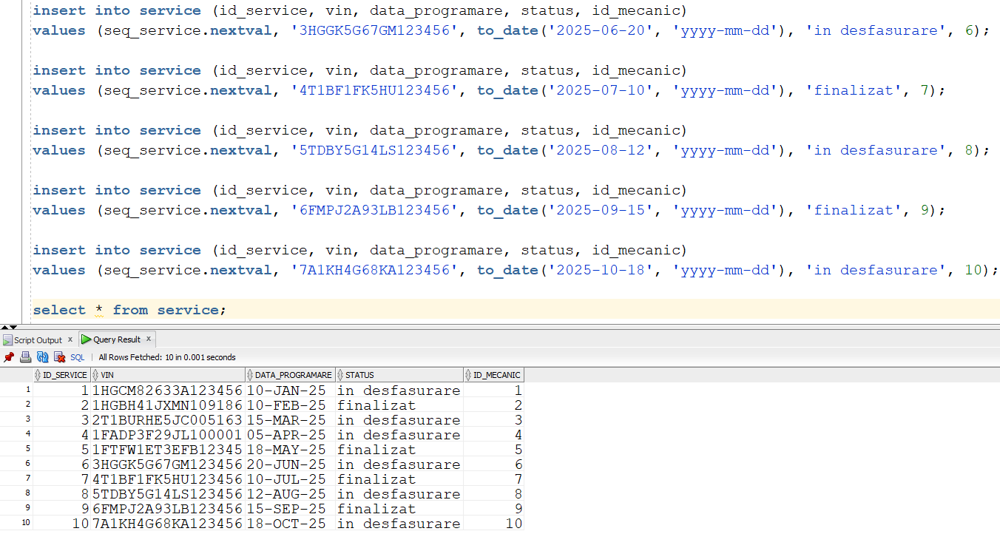 insert into service (id_service, vin, data_programare, status, id_mecanic)
values (seq_service.nextval, '3HGGK5G67GM123456', to_date('2025-06-20', 'yyyy-mm-dd'), 'in desfasurare', 6);
insert into service (id_service, vin, data_programare, status, id_mecanic)
values (seq_service.nextval, '4T1BF1FK5HU123456', to_date('2025-07-10', 'yyyy-mm-dd'), 'finalizat', 7);
insert into service (id_service, vin, data_programare, status, id_mecanic)
values (seq_service.nextval, '5TDBY5G14LS123456', to_date('2025-08-12', 'yyyy-mm-dd'), 'in desfasurare', 8);
insert into service (id_service, vin, data_programare, status, id_mecanic)
values (seq_service.nextval, '6FMPJ2A93LB123456', to_date('2025-09-15', 'yyyy-mm-dd'), 'finalizat', 9);
insert into service (id_service, vin, data_programare, status, id_mecanic)
values (seq_service.nextval, '7A1KH4G68KA123456', to_date('2025-10-18', 'yyyy-mm-dd'), 'in desfasurare', 10);
select * from service;
Script Output x Query Result x
SQL | All Rows Fetched: 10 in 0.001 seconds
ID_SERVICE VIN DATA_PROGRAMARE STATUS ID_MECANIC
1 1 1HGCM82633A123456 10-JAN-25 in desfasurare 1
2 2 1HGBH41JXMN109186 10-FEB-25 finalizat 2
3 3 2T1BURHE5JC005163 15-MAR-25 in desfasurare 3
4 4 1FADP3F29JL100001 05-APR-25 in desfasurare 4
5 5 1FTFW1ET3EFB12345 18-MAY-25 finalizat 5
6 6 3HGGK5G67GM123456 20-JUN-25 in desfasurare 6
7 7 4T1BF1FK5HU123456 10-JUL-25 finalizat 7
8 8 5TDBY5G14LS123456 12-AUG-25 in desfasurare 8
9 9 6FMPJ2A93LB123456 15-SEP-25 finalizat 9
10 10 7A1KH4G68KA123456 18-OCT-25 in desfasurare 10